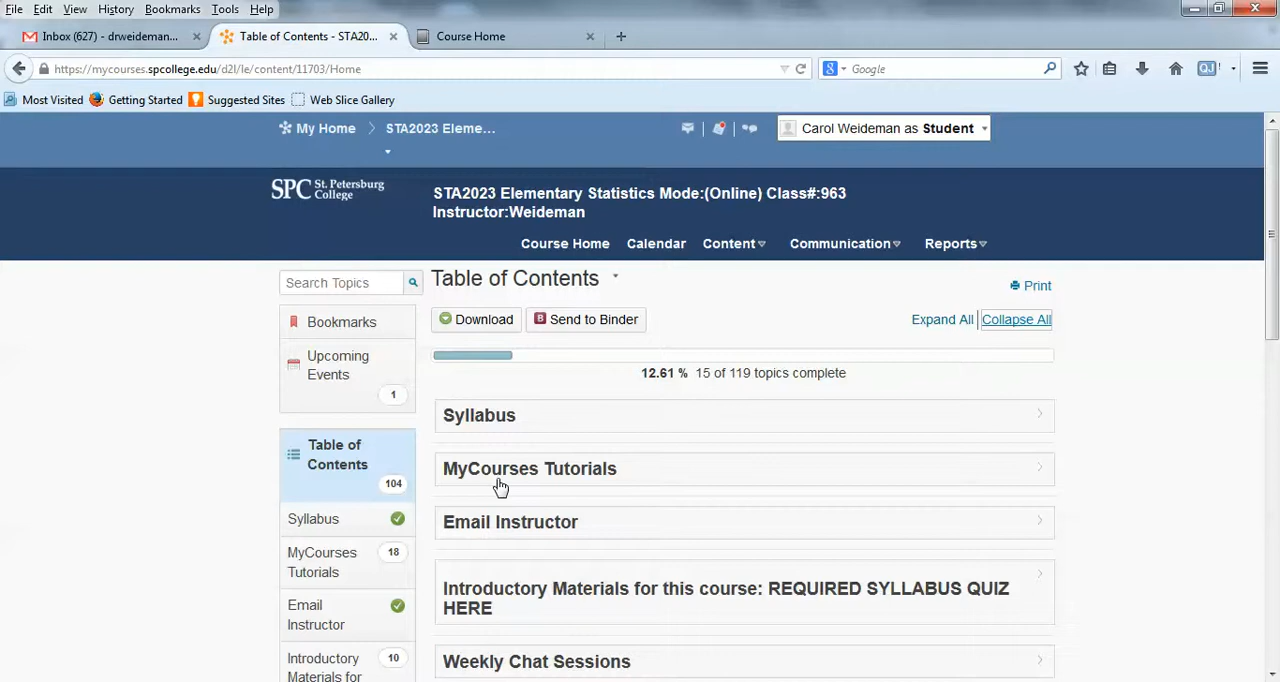 File Edit View History Bookmarks Tools Help
Inbox (627) - drweideman... Table of Contents - STA20... Course Home
https://mycourses.spcollege.edu/d2l/le/content/11703/Home Google QJ !
Most Visited Getting Started Suggested Sites Web Slice Gallery
My Home STA2023 Eleme... Carol Weideman as Student
SPC St. Petersburg College
STA2023 Elementary Statistics Mode:(Online) Class#:963
Instructor:Weideman
Course Home Calendar Content Communication Reports
Search Topics
Bookmarks
Upcoming
Events
1
Table of
Contents
104
Syllabus
MyCourses
Tutorials
18
Email
Instructor
Introductory
Materials for
10
Table of Contents
Print
Download B Send to Binder Expand All Collapse All
12.61 % 15 of 119 topics complete
Syllabus
MyCourses Tutorials
Email Instructor
Introductory Materials for this course: REQUIRED SYLLABUS QUIZ
HERE
Weekly Chat Sessions